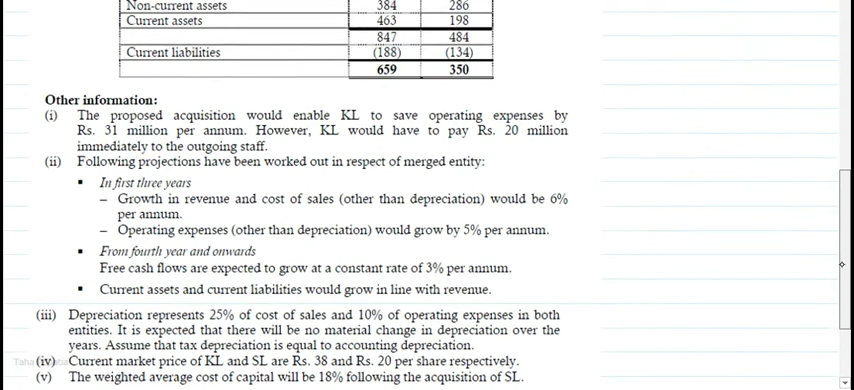 Non-current assets 384 286
Current assets 463 198
847 484
Current liabilities (188) (134)
659 350
Other information:
(i) The proposed acquisition would enable KL to save operating expenses by
Rs. 31 million per annum. However, KL would have to pay Rs. 20 million
immediately to the outgoing staff.
(ii) Following projections have been worked out in respect of merged entity:
▪ In first three years
– Growth in revenue and cost of sales (other than depreciation) would be 6%
per annum.
– Operating expenses (other than depreciation) would grow by 5% per annum.
▪ From fourth year and onwards
Free cash flows are expected to grow at a constant rate of 3% per annum.
▪ Current assets and current liabilities would grow in line with revenue.
(iii) Depreciation represents 25% of cost of sales and 10% of operating expenses in both
entities. It is expected that there will be no material change in depreciation over the
years. Assume that tax depreciation is equal to accounting depreciation.
Taha
(iv) Current market price of KL and SL are Rs. 38 and Rs. 20 per share respectively.
(v) The weighted average cost of capital will be 18% following the acquisition of SL.